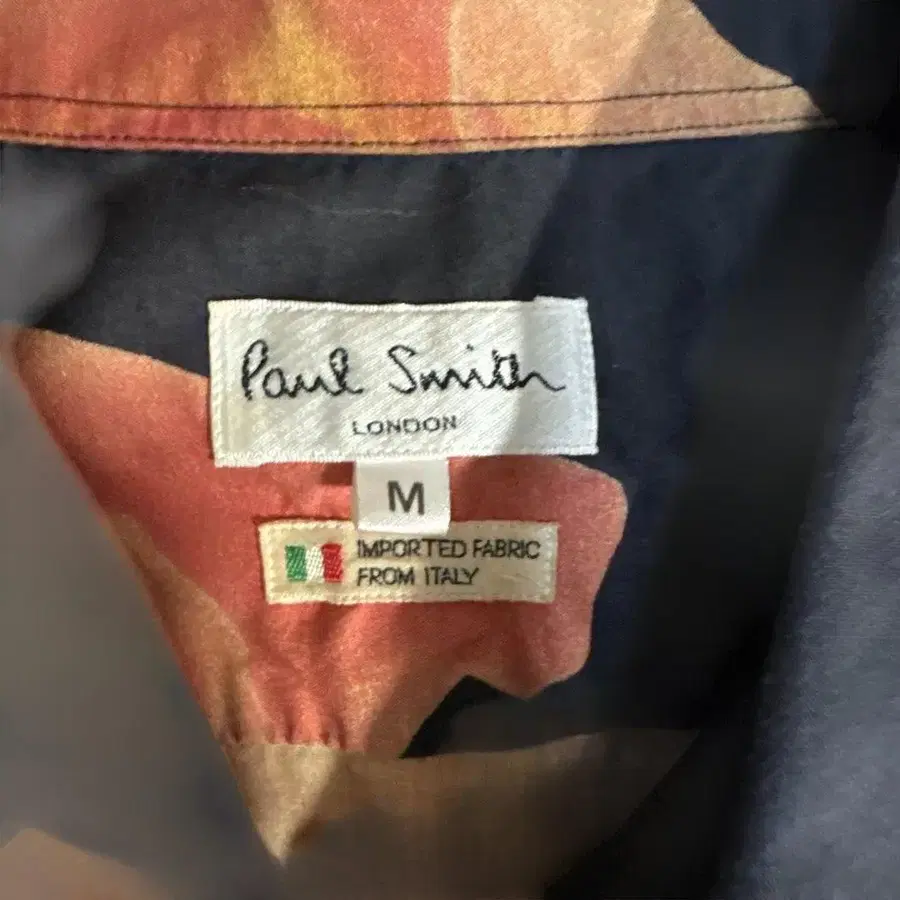 Paul Smith
LONDON
M
IMPORTED FABRIC
FROM ITALY